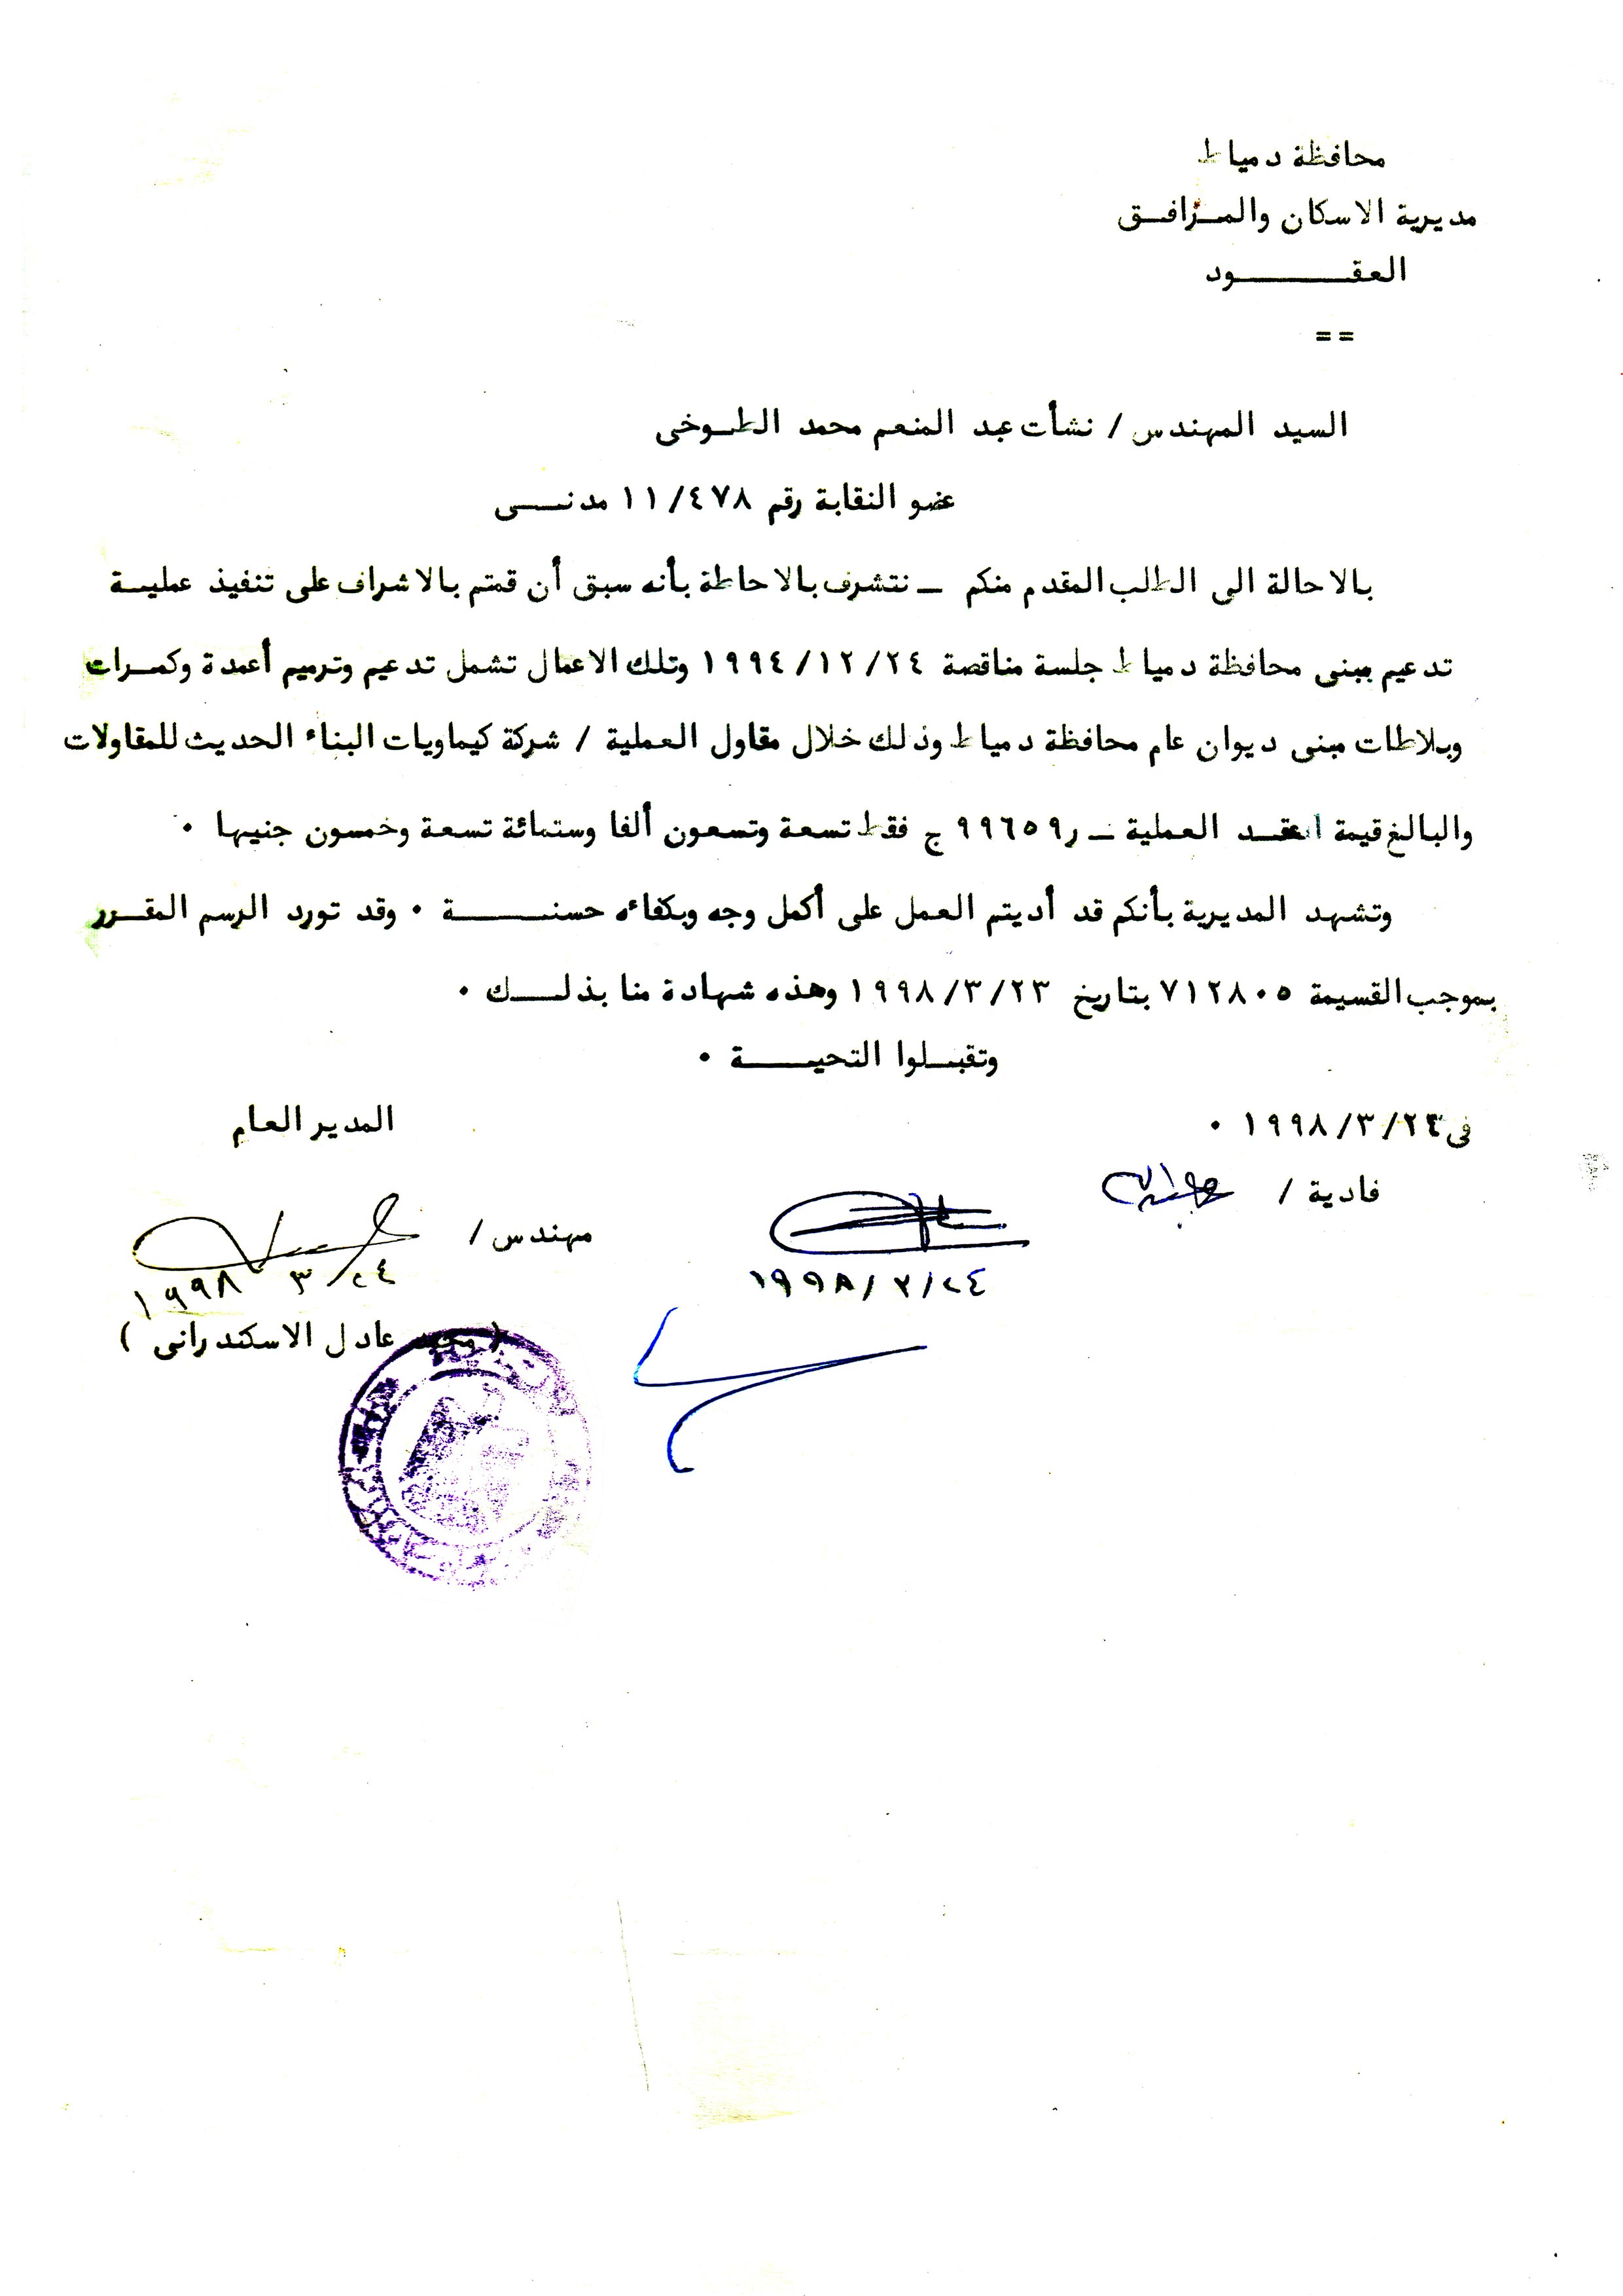 محافظة دمياط
مديرية الاسكان والمرافق
العقود
==
السيد المهندس / نشأت عبد المنعم محمد الطوخى
عضو النقابة رقم ١١/٤٧٨ مدنى
بالاحالة الى الطلب المقدم منكم – نتشرف بالاحاطة بأنه سبق أن قمتم بالاشراف على تنفيذ عملية
تدعيم مبنى محافظة دمياط جلسة مناقصة ١٩٩٤/١٢/٢٤ وتلك الاعمال تشمل تدعيم وترميم أعمدة وكمرات
وبلاطات مبنى ديوان عام محافظة دمياط وذلك خلال مقاول العملية / شركة كيماويات البناء الحديث للمقاولات
والبالغ قيمة عقد العملية –ر٩٩٦٥٩ ج فقط تسعة وتسعون ألفا وستمائة تسعة وخمسون جنيها ٠
وتشهد المديرية بأنكم قد أديتم العمل على أكمل وجه وبكفاءه حسنة ٠ وقد تورد الرسم المقرر
بموجب القسيمة ٧١٢٨٠٥ بتاريخ ١٩٩٨/٣/٢٣ وهذه شهادة منا بذلك ٠
وتقبلوا التحية ٠
فى ١٩٩٨/٣/٢٤ ٠ المدير العام
فادية /
مهندس /
١٩٩٨/٣/٢٤ ١٩٩٨/٣/٢٤
( محمد عادل الاسكندرانى )